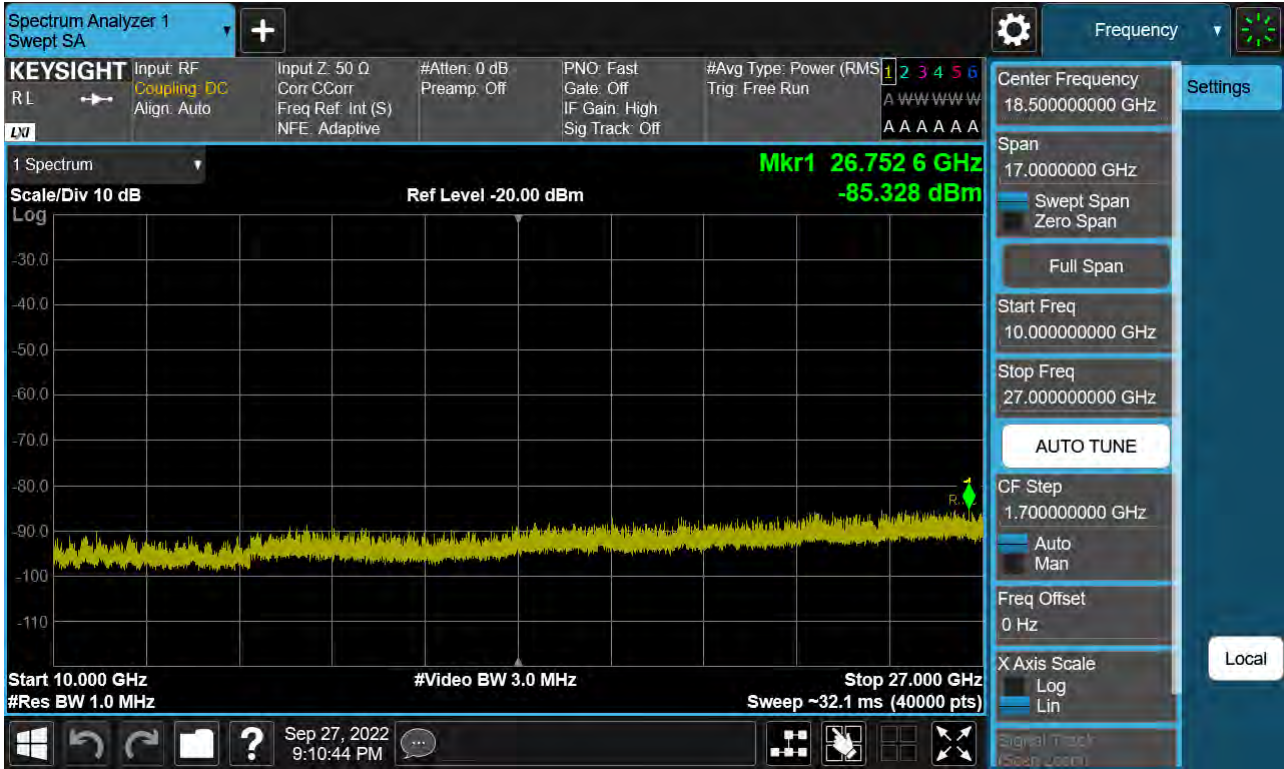 Spectrum Analyzer 1
Swept SA
Frequency
KEYSIGHT
R L
LXI
Input: RF
Coupling: DC
Align: Auto
Input Z: 50 Ω
Corr CCorr
Freq Ref: Int (S)
NFE: Adaptive
#Atten: 0 dB
Preamp: Off
PNO: Fast
Gate: Off
IF Gain: High
Sig Track: Off
#Avg Type: Power (RMS
Trig: Free Run
1 2 3 4 5 6
A W W W W W
A A A A A A
1 Spectrum
Scale/Div 10 dB
Log
Ref Level -20.00 dBm
Mkr1 26.752 6 GHz
-85.328 dBm
-30.0
-40.0
-50.0
-60.0
-70.0
-80.0
-90.0
-100
-110
1
Start 10.000 GHz
#Res BW 1.0 MHz
#Video BW 3.0 MHz
Stop 27.000 GHz
Sweep ~32.1 ms (40000 pts)
Center Frequency
18.500000000 GHz
Span
17.0000000 GHz
Swept Span
Zero Span
Full Span
Start Freq
10.000000000 GHz
Stop Freq
27.000000000 GHz
AUTO TUNE
CF Step
1.700000000 GHz
Auto
Man
Freq Offset
0 Hz
X Axis Scale
Log
Lin
Signal Track
(Span Zoom)
Settings
Local
Sep 27, 2022
9:10:44 PM